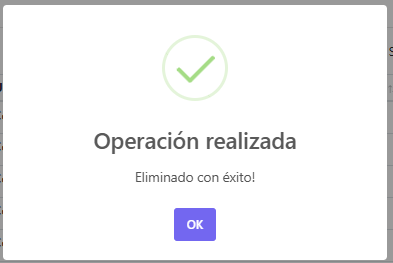 Operación realizada
Eliminado con éxito!
OK